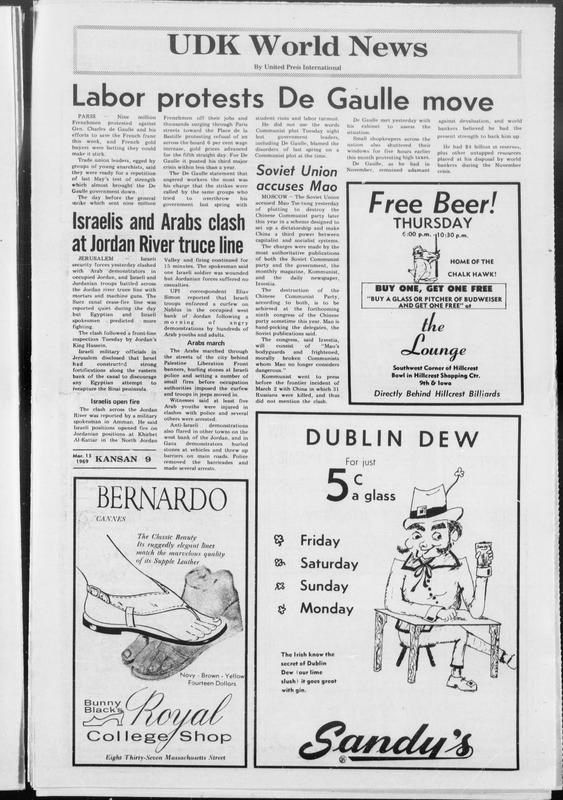 UDK World News
By United Press International
Labor protests De Gaulle move
PARIS — Nine million
Frenchmen protested against
Gen. Charles de Gaulle and his
efforts to save the French franc
this week, and French gold
buyers were betting they could
make it stick.
Trade union leaders, egged by
groups of young anarchists, said
they were ready for a repetition
of last May's test of strength
which almost brought the De
Gaulle government down.
The day before the general
strike which sent nine million
Frenchmen off their jobs and
thousands surging through Paris
streets toward the Place de la
Bastille protesting refusal of an
across the board 6 per cent wage
increase, gold prices advanced
for the fifth straight day. For De
Gaulle it posed his third major
crisis within less than a year.
The De Gaulle statement that
angered workers the most was
his charge that the strikes were
called by the same groups who
tried to overthrow his
government last spring with
student riots and labor turmoil.
He did not use the words
Communist plot Tuesday night
but government leaders,
including De Gaulle, blamed the
disorders of last spring on a
Communist plot at the time.
De Gaulle met yesterday with
his cabinet to assess the
situation.
Small shopkeepers across the
nation also shuttered their
windows for five hours earlier
this month protesting high taxes.
De Gaulle, as he had in
November, remained adamant
against devaluation, and world
bankers believed he had the
present strength to back him up.
He had $4 billion in reserves,
plus other untapped resources
placed at his disposal by world
bankers during the November
crisis.
Israelis and Arabs clash
at Jordan River truce line
JERUSALEM — Israeli
security forces yesterday clashed
with Arab demonstrators in
occupied Jordan, and Israeli and
Jordanian troops battled across
the Jordan river truce line with
mortars and machine guns. The
Suez canal cease-fire line was
reported quiet during the day
but Egyptian and Israeli
spokesmen predicted more
fighting.
The clash followed a front-line
inspection Tuesday by Jordan's
King Hussein.
Israeli military officials in
Jerusalem disclosed that Israel
had constructed strong
fortifications along the eastern
bank of the canal to discourage
any Egyptian attempt to
recapture the Sinai peninsula.
Israelis open fire
The clash across the Jordan
River was reported by a military
spokesman in Amman. He said
Israeli positions opened fire on
Jordanian positions at Khirbet
Al-Katiar in the North Jordan
Valley and firing continued for
15 minutes. The spokesman said
one Israeli soldier was wounded
but Jordanian forces suffered no
casualties.
UPI correspondent Elias
Simon reported that Israeli
troops enforced a curfew on
Nablus in the occupied west
bank of Jordan following a
morning of angry
demonstrations by hundreds of
Arab youths and adults.
Arabs march
The Arabs marched through
the streets of the city behind
Palestine Liberation Front
banners, hurling stones at Israeli
police and setting a number of
small fires before occupation
authorities imposed the curfew
and troops in jeeps moved in.
Witnesses said at least five
Arab youths were injured in
clashes with police and several
others were arrested.
Anti-Israeli demonstrations
also flared in other towns on the
west bank of the Jordan, and in
Gaza demonstrators hurled
stones at vehicles and threw up
barriers on main roads. Police
removed the barricades and
made several arrests.
Mar. 13
1969 KANSAN 9
Soviet Union
accuses Mao
MOSCOW — The Soviet Union
accused Mao Tse-tung yesterday
of plotting to destroy the
Chinese Communist party later
this year in a scheme designed to
set up a dictatorship and make
China a third power between
capitalist and socialist systems.
The charges were made by the
most authoritative publications
of both the Soviet Communist
party and the government, the
monthly magazine, Kommunist,
and the daily newspaper,
Izvestia.
The destruction of the
Chinese Communist Party,
according to both, is to be
achieved at the forthcoming
ninth congress of the Chinese
party sometime this year. Mao is
hand-picking the delegates, the
Soviet publications said.
The congress, said Izvestia,
will consist of "Mao's
bodyguards and frightened,
morally broken Communists
whom Mao no longer considers
dangerous."
Kommunist went to press
before the frontier incident of
March 2 with China in which 31
Russians were killed, and thus
did not mention the clash.
Free Beer!
THURSDAY
6:00 p.m. - 10:30 p.m.
HOME OF THE
CHALK HAWK!
BUY ONE, GET ONE FREE
"BUY A GLASS OR PITCHER OF BUDWEISER
AND GET ONE FREE" at
the
Lounge
Southwest Corner of Hillcrest
Bowl in Hillcrest Shopping Ctr.
9th & Iowa
Directly Behind Hillcrest Billiards
BERNARDO
CANNES
The Classic Beauty
Its ruggedly elegant lines
match the marvelous quality
of its Supple Leather
Navy - Brown - Yellow
Fourteen Dollars
Bunny
Black's
Royal
College Shop
Eight Thirty-Seven Massachusetts Street
DUBLIN DEW
For just
5c
a glass
Friday
Saturday
Sunday
Monday
The Irish know the
secret of Dublin
Dew (our lime
slush) it goes great
with gin.
Sandy's